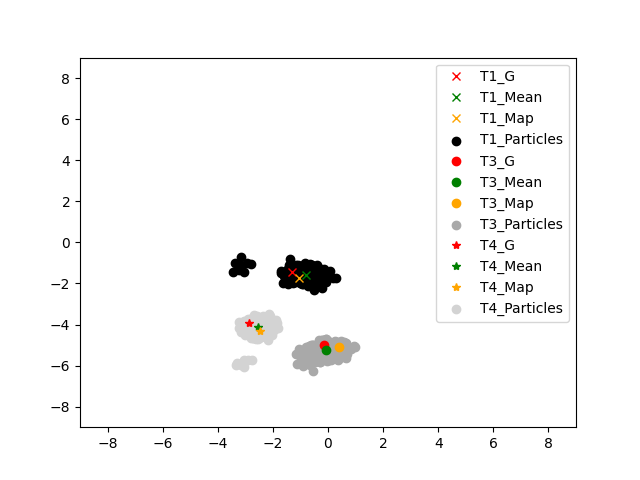 8
6
4
2
0
−2
−4
−6
−8
−8 −6 −4 −2 0 2 4 6 8
T1_G
T1_Mean
T1_Map
T1_Particles
T3_G
T3_Mean
T3_Map
T3_Particles
T4_G
T4_Mean
T4_Map
T4_Particles